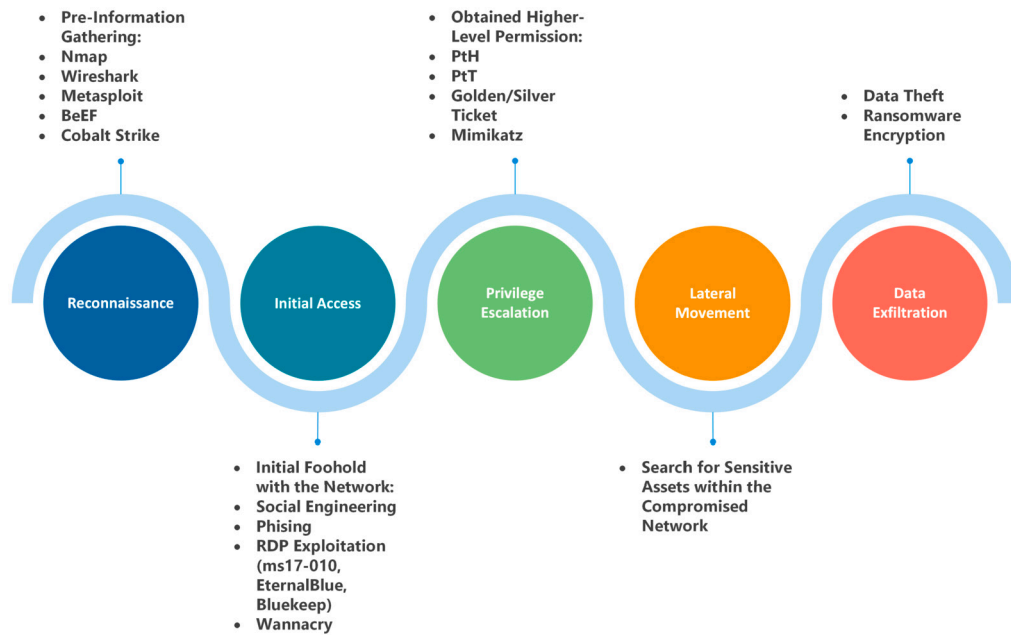 • Pre-Information
Gathering:
• Nmap
• Wireshark
• Metasploit
• BeEF
• Cobalt Strike
• Obtained Higher-
Level Permission:
• PtH
• PtT
• Golden/Silver
Ticket
• Mimikatz
• Data Theft
• Ransomware
Encryption
Reconnaissance
Initial Access
Privilege
Escalation
Lateral
Movement
Data
Exfiltration
• Initial Foohold
with the Network:
• Social Engineering
• Phising
• RDP Exploitation
(ms17-010,
EternalBlue,
Bluekeep)
• Wannacry
• Search for Sensitive
Assets within the
Compromised
Network